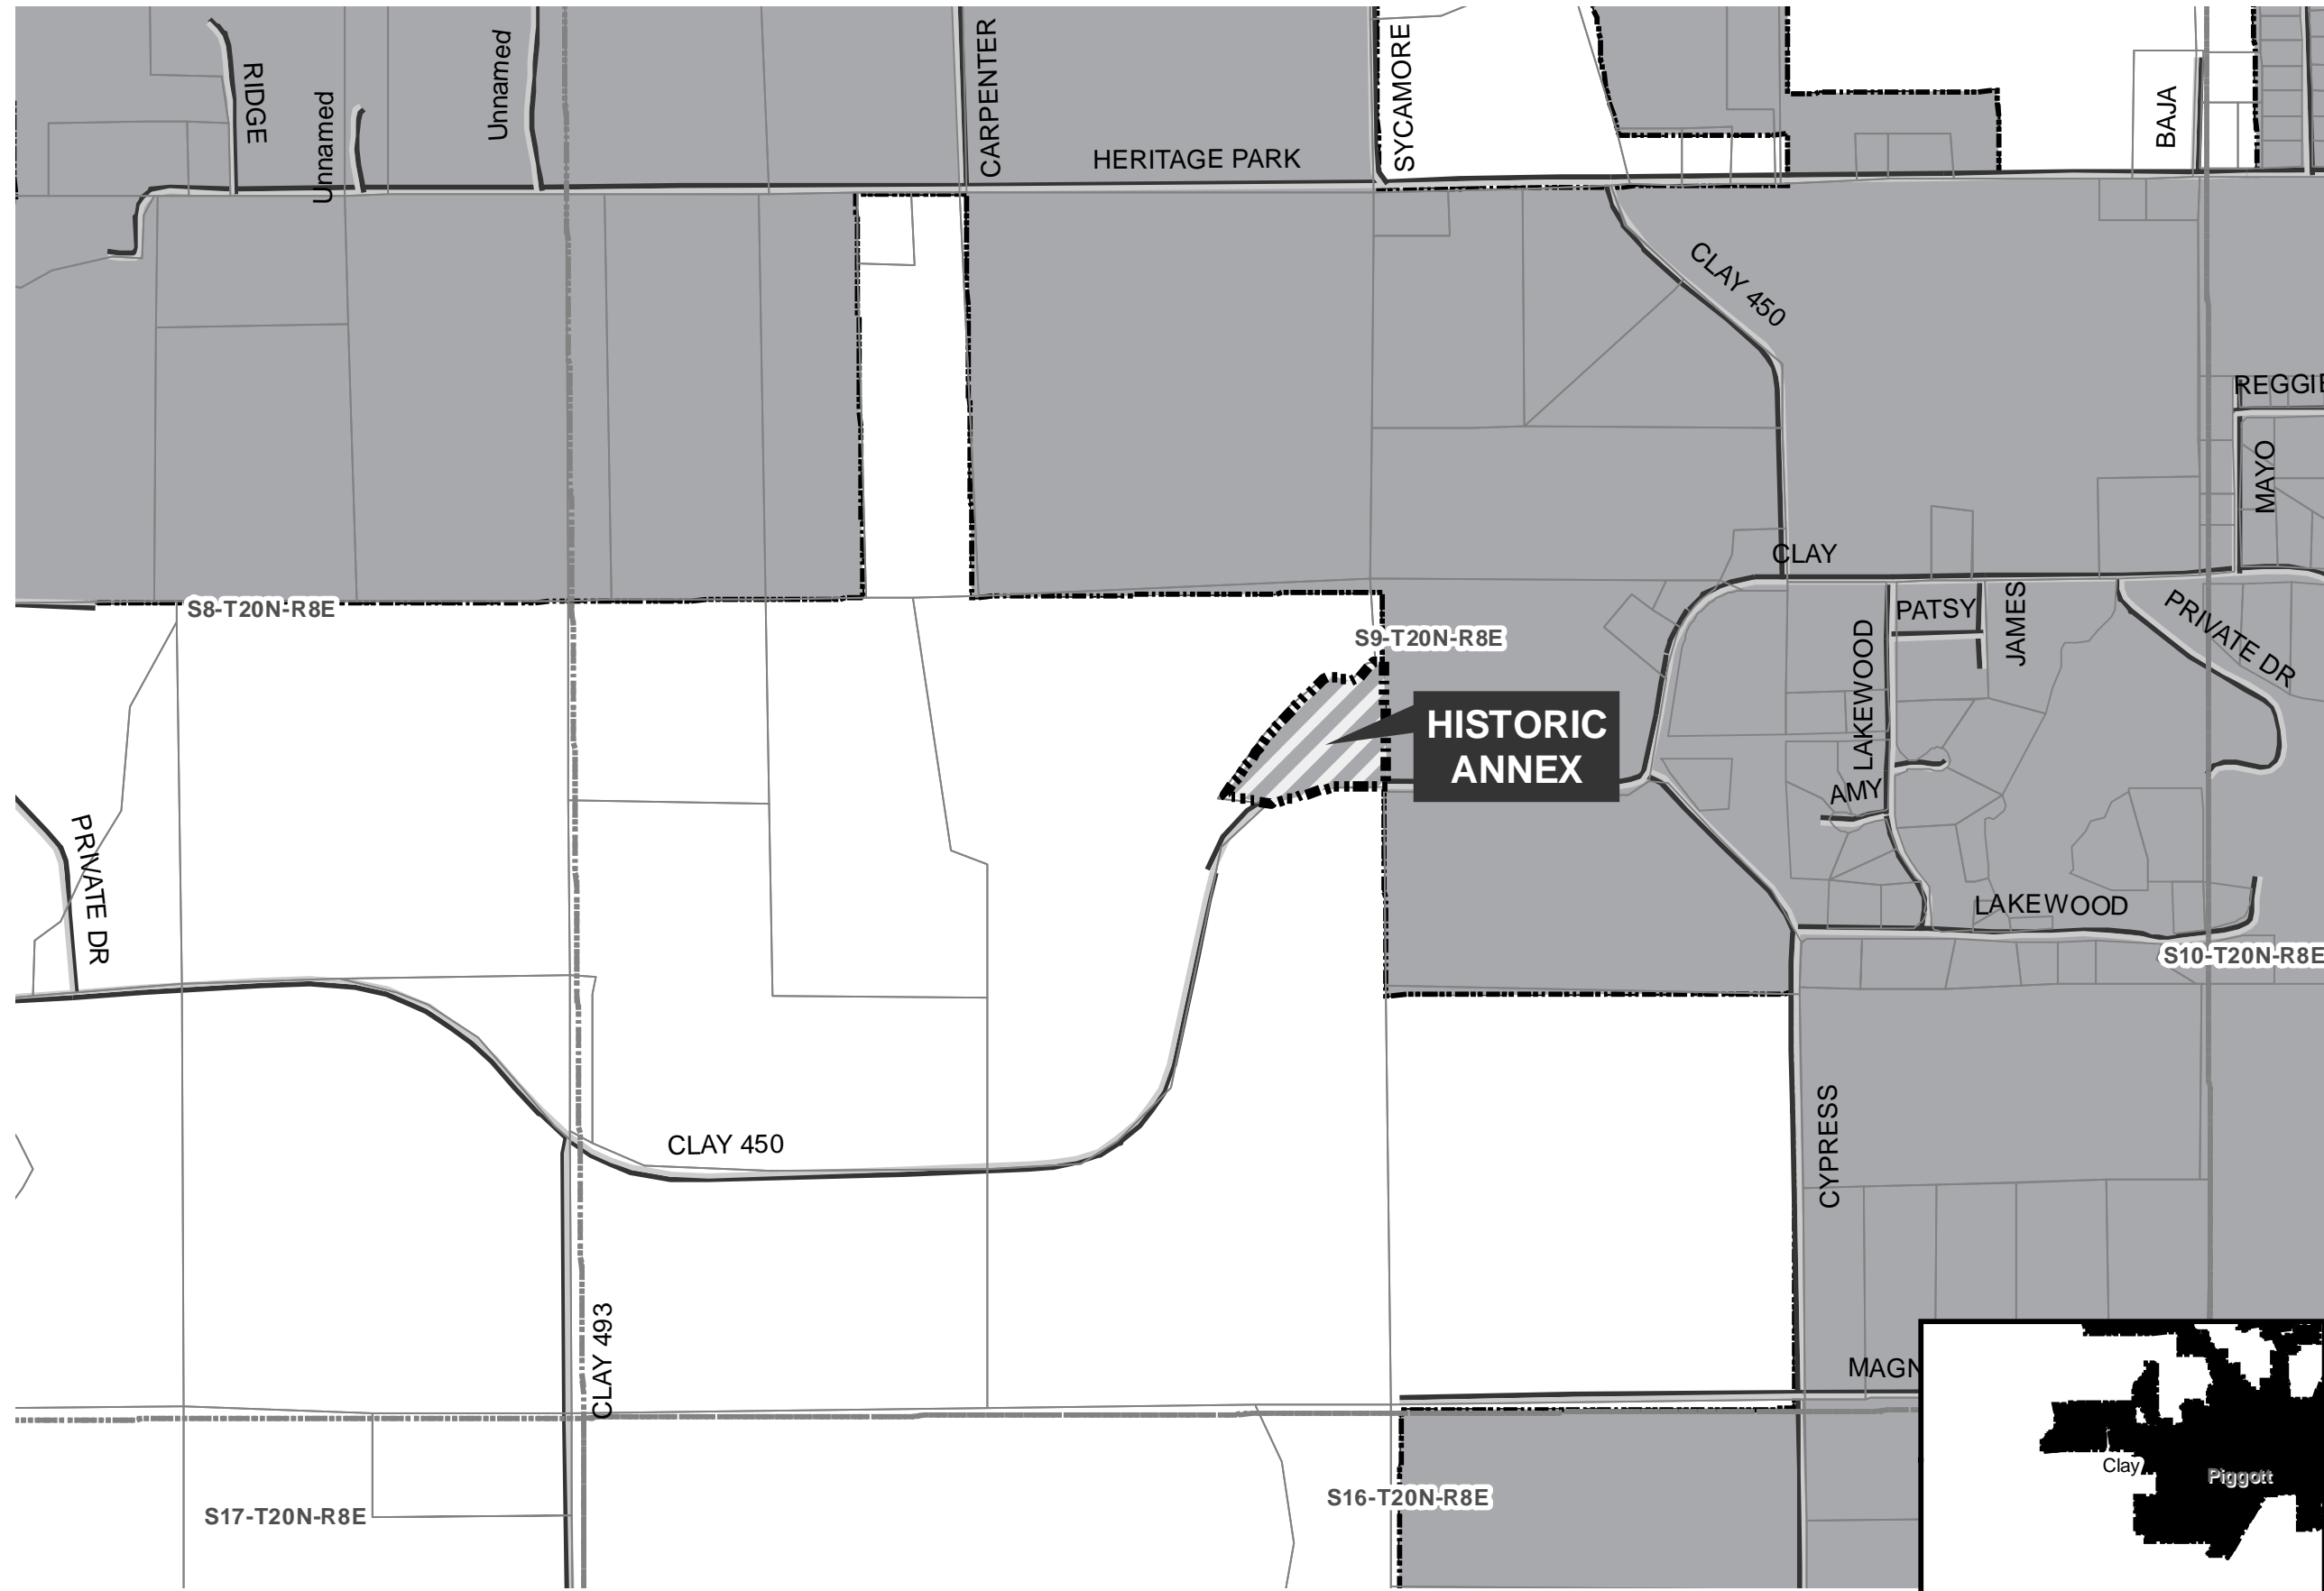 RIDGE
Unnamed
Unnamed
CARPENTER
HERITAGE PARK
SYCAMORE
BAJA
CLAY 450
REGGIE
MAYO
CLAY
S8-T20N-R8E
S9-T20N-R8E
PATSY
JAMES
PRIVATE DR
LAKEWOOD
HISTORIC
ANNEX
AMY
PRIVATE DR
LAKEWOOD
S10-T20N-R8E
CLAY 450
CYPRESS
CLAY 493
MAGN
Clay
Piggott
S16-T20N-R8E
S17-T20N-R8E